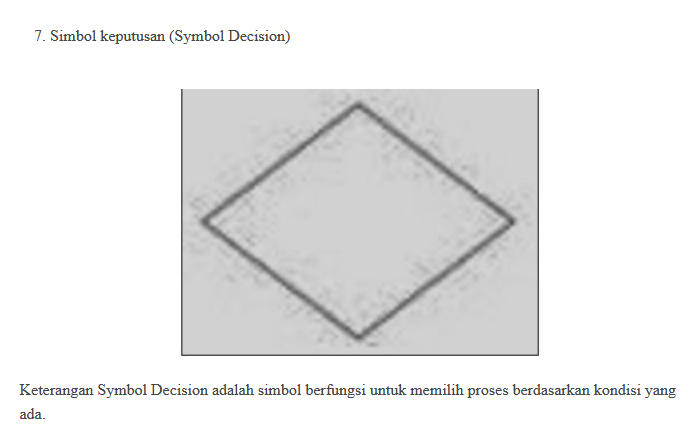 7. Simbol keputusan (Symbol Decision)
Keterangan Symbol Decision adalah simbol berfungsi untuk memilih proses berdasarkan kondisi yang
ada.